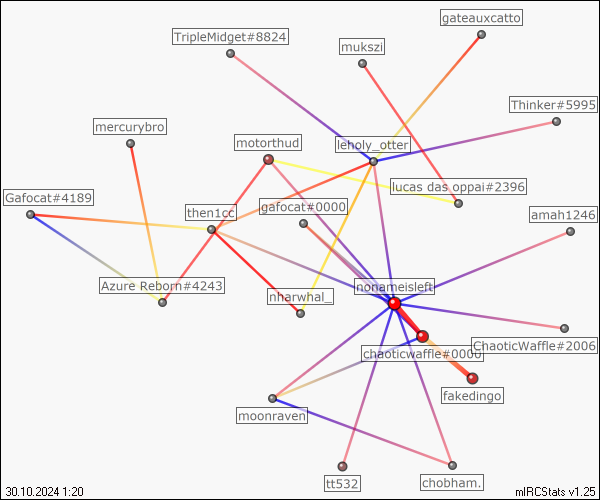 gateauxcatto
TripleMidget#8824
mukszi
Thinker#5995
mercurybro
motorthud
leholy_otter
lucas das oppai#2396
Gafocat#4189
then1cc
gafocat#0000
amah1246
Azure Reborn#4243
nharwhal_
nonameisleft
chaoticwaffle#0000
ChaoticWaffle#2006
fakedingo
moonraven
tt532
chobham.
30.10.2024 1:20
mIRCStats v1.25